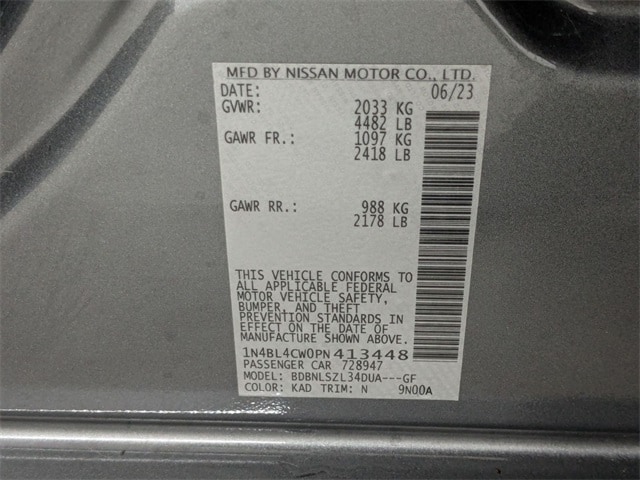 MFD BY NISSAN MOTOR CO., LTD.
DATE: 06/23
GVWR: 2033 KG
4482 LB
GAWR FR.: 1097 KG
2418 LB
GAWR RR.: 988 KG
2178 LB
THIS VEHICLE CONFORMS TO
ALL APPLICABLE FEDERAL
MOTOR VEHICLE SAFETY,
BUMPER, AND THEFT
PREVENTION STANDARDS IN
EFFECT ON THE DATE OF
MANUFACTURE SHOWN ABOVE.
1N4BL4CW0PN413448
PASSENGER CAR 728947
MODEL: BDBNLSZL34DUA---GF
COLOR: KAD TRIM: N 9N00A